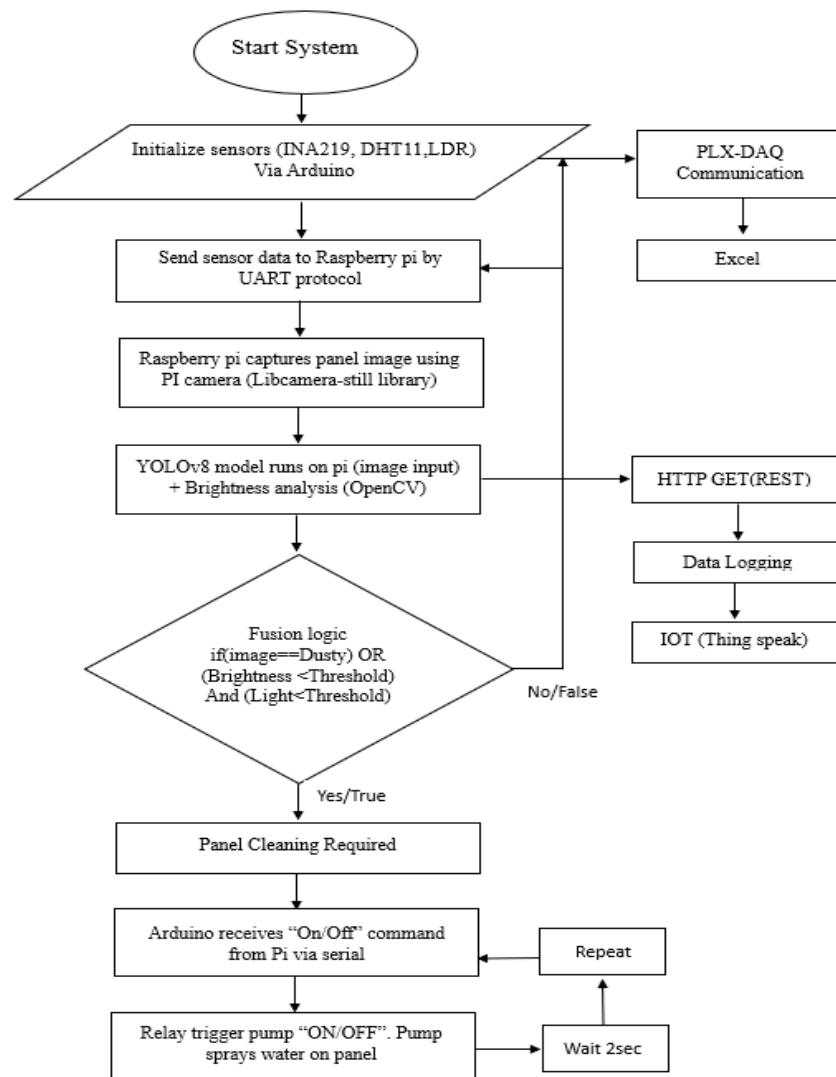 Start System
Initialize sensors (INA219, DHT11,LDR)
Via Arduino
PLX-DAQ
Communication
Send sensor data to Raspberry pi by
UART protocol
Excel
Raspberry pi captures panel image using
PI camera (Libcamera-still library)
YOLOv8 model runs on pi (image input)
+ Brightness analysis (OpenCV)
HTTP GET(REST)
Data Logging
IOT (Thing speak)
Fusion logic
if(image==Dusty) OR
(Brightness <Threshold)
And (Light<Threshold)
No/False
Yes/True
Panel Cleaning Required
Arduino receives “On/Off” command
from Pi via serial
Repeat
Relay trigger pump “ON/OFF”. Pump
sprays water on panel
Wait 2sec